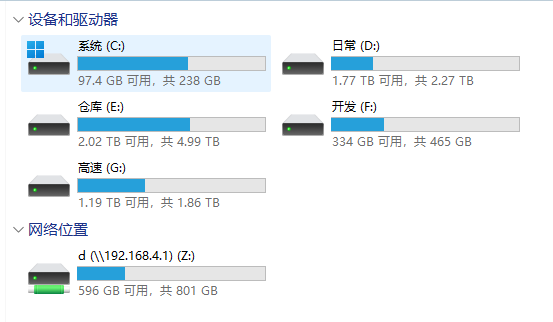 设备和驱动器
系统 (C:)
97.4 GB 可用，共 238 GB
日常 (D:)
1.77 TB 可用，共 2.27 TB
仓库 (E:)
2.02 TB 可用，共 4.99 TB
开发 (F:)
334 GB 可用，共 465 GB
高速 (G:)
1.19 TB 可用，共 1.86 TB
网络位置
d (\\192.168.4.1) (Z:)
596 GB 可用，共 801 GB